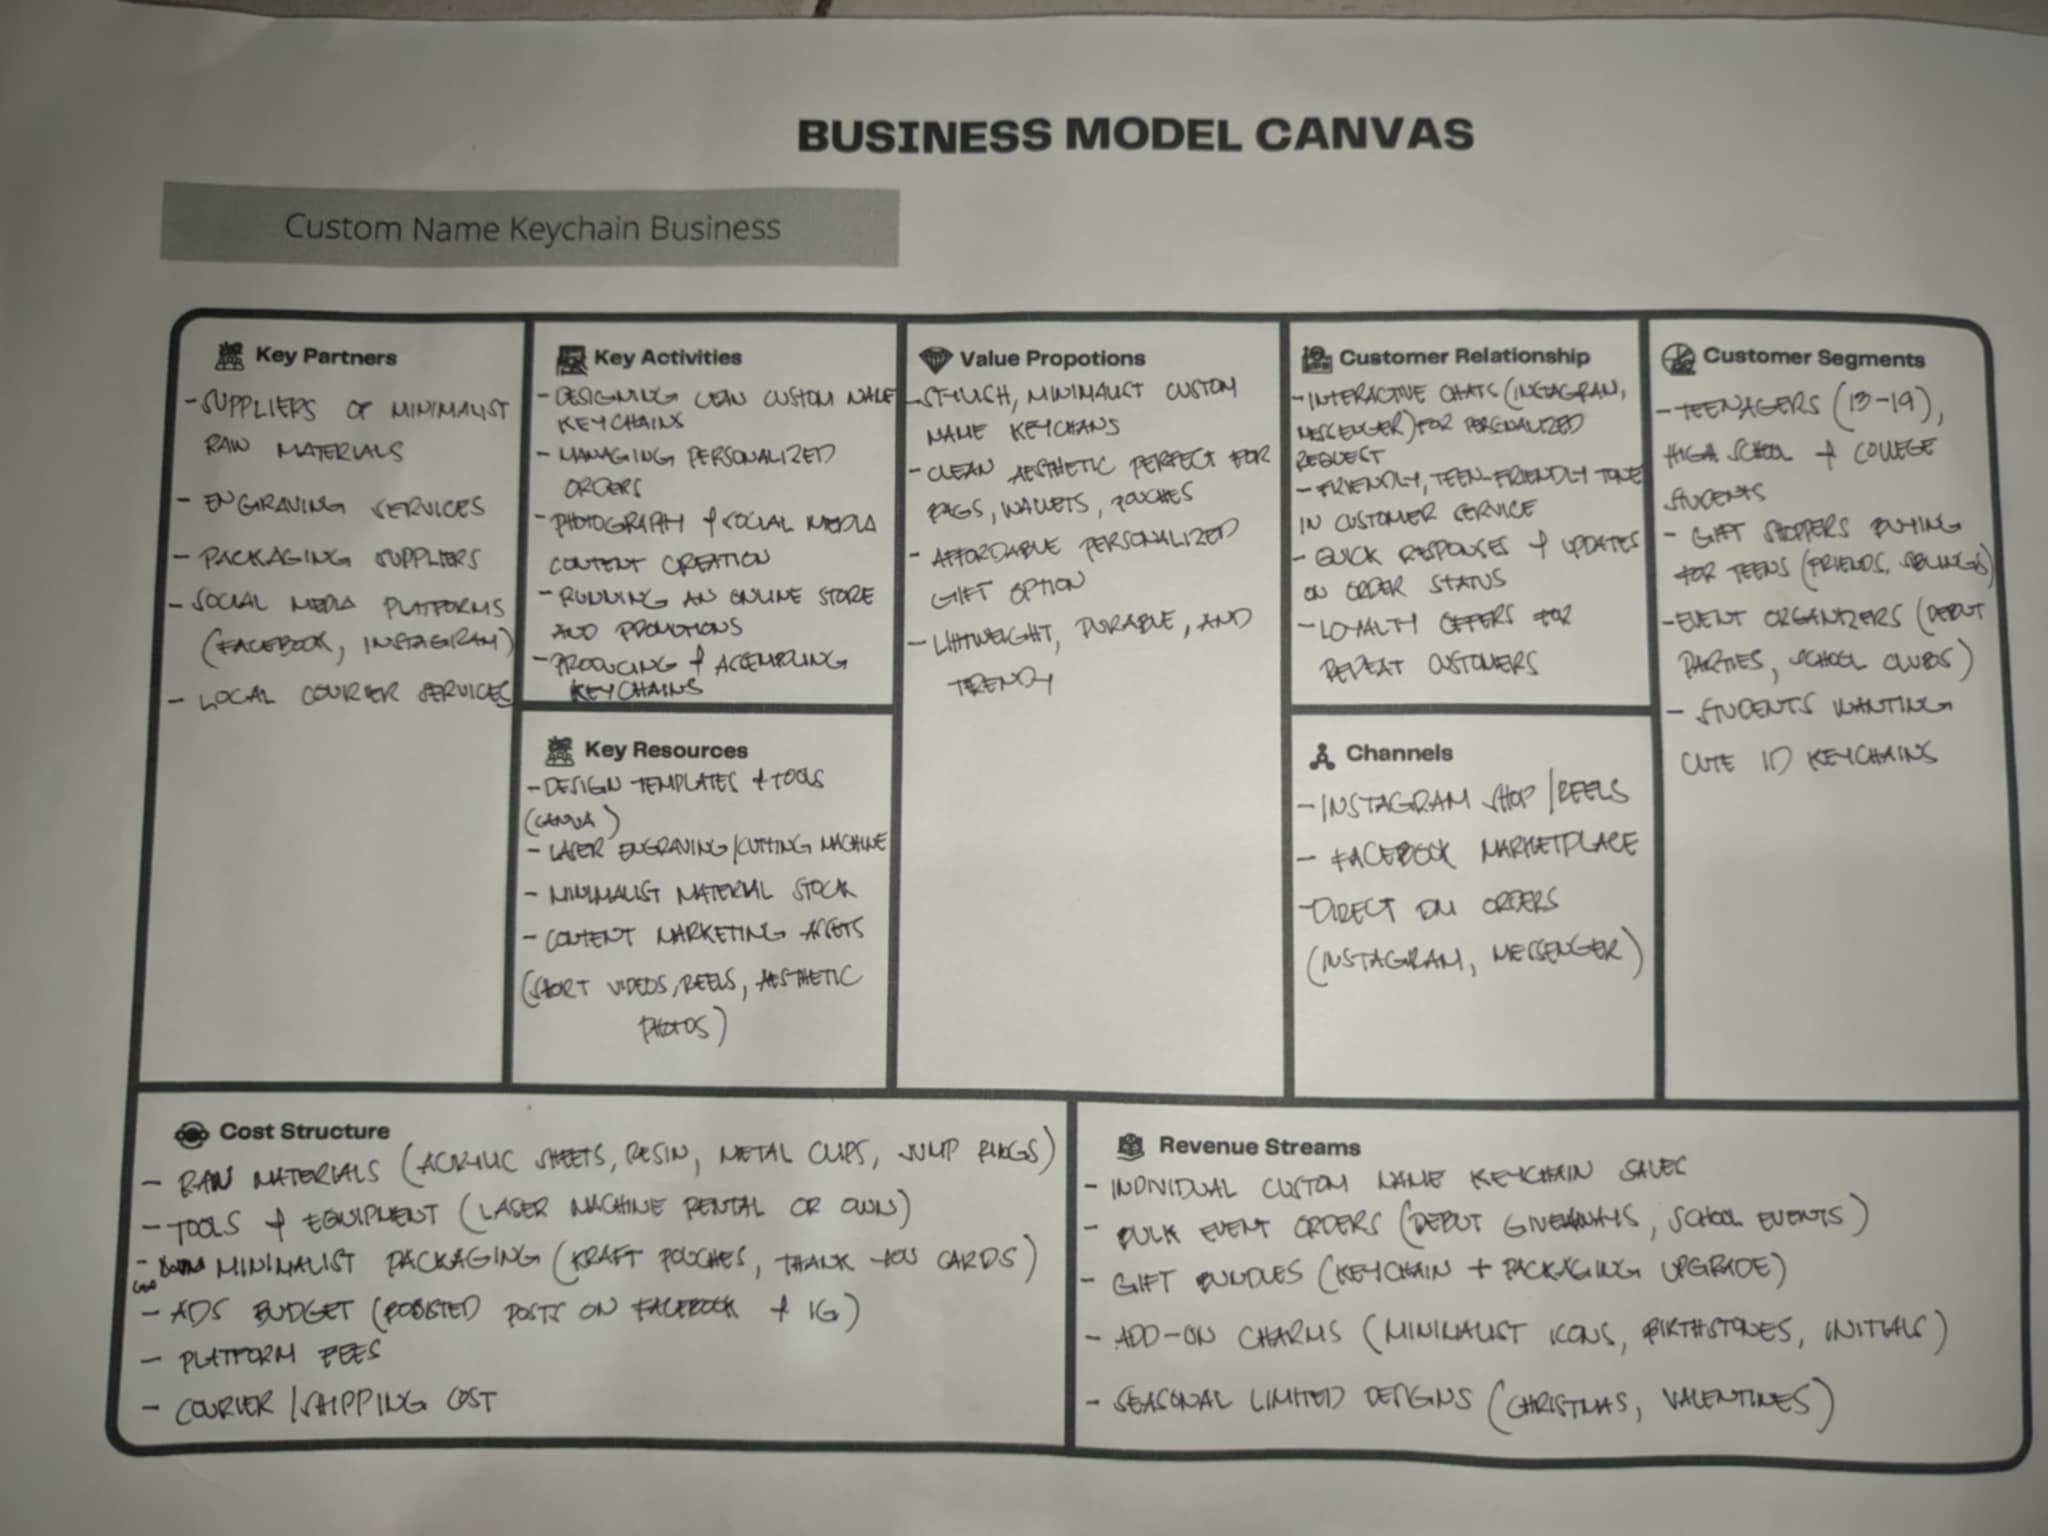 BUSINESS MODEL CANVAS
Custom Name Keychain Business
Key Partners
- SUPPLIERS OF MINIMALIST
RAW MATERIALS
- ENGRAVING SERVICES
- PACKAGING SUPPLIERS
- SOCIAL MEDIA PLATFORMS
(FACEBOOK, INSTAGRAM)
- LOCAL COURIER SERVICES
Key Activities
- DESIGNING CLEAN CUSTOM NAME
KEYCHAINS
- MANAGING PERSONALIZED
ORDERS
- PHOTOGRAPHY & SOCIAL MEDIA
CONTENT CREATION
- RUNNING AN ONLINE STORE
AND PROMOTIONS
- PRODUCING & ASSEMBLING
KEYCHAINS
Key Resources
- DESIGN TEMPLATES & TOOLS
(CANVA)
- LASER ENGRAVING/CUTTING MACHINE
- MINIMALIST MATERIAL STOCK
- CONTENT MARKETING ASSETS
(SHORT VIDEOS, REELS, AESTHETIC
PHOTOS)
Value Propotions
- STYLISH, MINIMALIST CUSTOM
NAME KEYCHANS
- CLEAN AESTHETIC PERFECT FOR
BAGS, WALLETS, POUCHES
- AFFORDABLE PERSONALIZED
GIFT OPTION
- LIHTWEIGHT, DURABLE, AND
TRENDY
Customer Relationship
- INTERACTIVE CHATS (INSTAGRAM,
MESSENGER) FOR PERSONALIZED
REQUEST
- FRIENDLY, TEEN-FRIENDLY TONE
IN CUSTOMER SERVICE
- QUICK RESPONSES & UPDATES
ON ORDER STATUS
- LOYALTY OFFERS FOR
REPEAT CUSTOMERS
Channels
- INSTAGRAM SHOP/REELS
- FACEBOOK MARKETPLACE
- DIRECT DM ORDERS
(INSTAGRAM, MESSENGER)
Customer Segments
- TEENAGERS (13-19),
HIGH SCHOOL & COLLEGE
STUDENTS
- GIFT SHOPPERS BUYING
FOR TEENS (FRIENDS, SIBLINGS)
- EVENT ORGANIZERS (DEBUT
PARTIES, SCHOOL CLUBS)
- STUDENTS WANTING
CUTE ID KEYCHAINS
Cost Structure
- RAW MATERIALS (ACRYLIC SHEETS, RESIN, METAL CLIPS, JUMP RINGS)
- TOOLS & EQUIPMENT (LASER MACHINE RENTAL OR OWN)
- MINIMALIST PACKAGING (KRAFT POUCHES, THANK YOU CARDS)
- ADS BUDGET (BOOSTED POSTS ON FACEBOOK & IG)
- PLATFORM FEES
- COURIER/SHIPPING COST
Revenue Streams
- INDIVIDUAL CUSTOM NAME KEYCHAIN SALES
- BULK EVENT ORDERS (DEBUT GIVEAWAYS, SCHOOL EVENTS)
- GIFT BUNDLES (KEYCHAIN + PACKAGING UPGRADE)
- ADD-ON CHARMS (MINIMALIST ICONS, BIRTHSTONES, INITIALS)
- SEASONAL LIMITED DESIGNS (CHRISTMAS, VALENTINES)